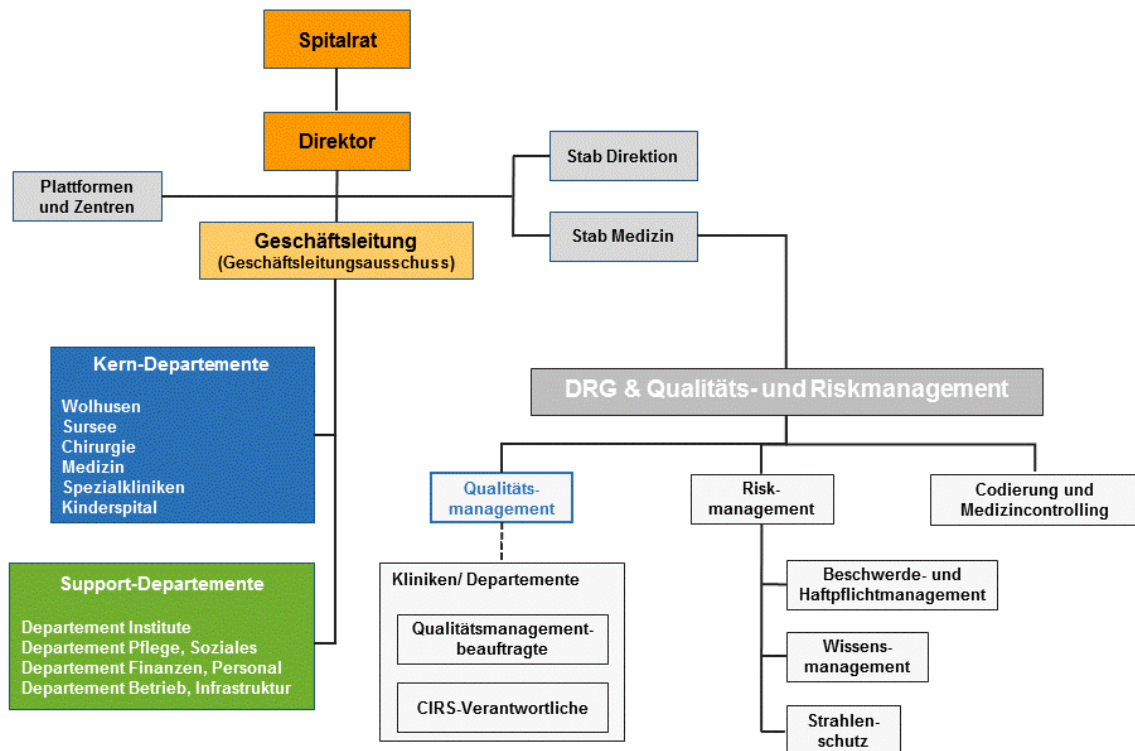 Spitalrat
Direktor
Stab Direktion
Plattformen
und Zentren
Stab Medizin
Geschäftsleitung
(Geschäftsleitungsausschuss)
Kern-Departemente
Wolhusen
Sursee
Chirurgie
Medizin
Spezialkliniken
Kinderspital
DRG & Qualitäts- und Riskmanagement
Qualitäts-
management
Risk-
management
Codierung und
Medizincontrolling
Support-Departemente
Departement Institute
Departement Pflege, Soziales
Departement Finanzen, Personal
Departement Betrieb, Infrastruktur
Kliniken/ Departemente
Qualitätsmanagement-
beauftragte
CIRS-Verantwortliche
Beschwerde- und
Haftpflichtmanagement
Wissens-
management
Strahlen-
schutz